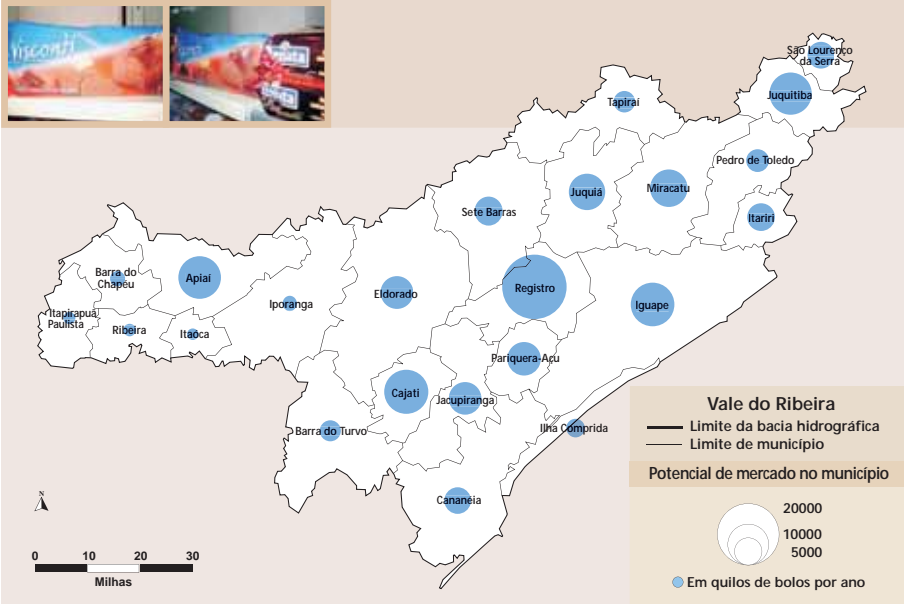 Visconti
São Lourenço
da Serra
Juquitiba
Tapiraí
Pedro de Toledo
Juquiá
Miracatu
Sete Barras
Itariri
Barra do
Chapéu
Apiaí
Registro
Eldorado
Iporanga
Iguape
Itapirapuã
Paulista
Ribeira
Itaóca
Pariquera-Açu
Cajati
Jacupiranga
Barra do Turvo
Ilha Comprida
Cananéia
Vale do Ribeira
Limite da bacia hidrográfica
Limite de município
Potencial de mercado no município
20000
10000
5000
Em quilos de bolos por ano
N
0 10 20 30
Milhas